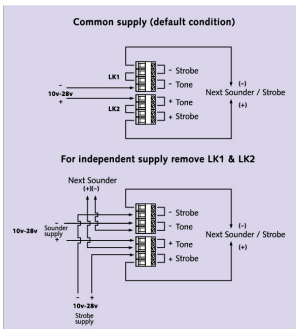 Common supply (default condition)
- Strobe
LK1
- Tone
–
(–)
10v-28v
Next Sounder / Strobe
+
+ Tone
(+)
LK2
+ Strobe
For independent supply remove LK1 & LK2
Next Sounder
(+)(–)
- Strobe
–
- Tone
10v-28v
Sounder
supply
(–)
Next Sounder / Strobe
+
+ Tone
(+)
+ Strobe
– +
10v-28v
Strobe
supply